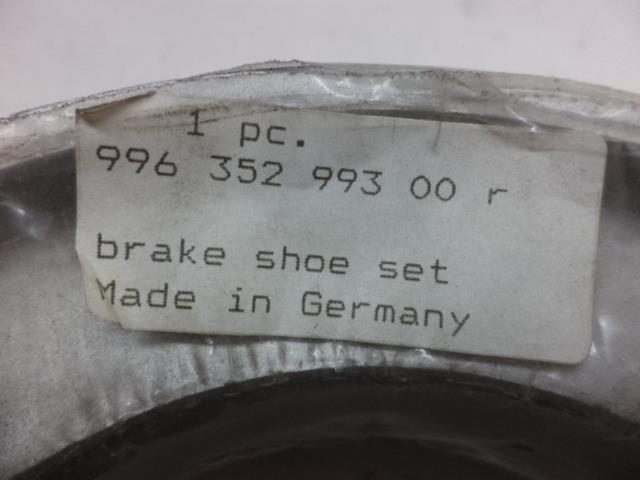 1 pc.
996 352 993 00 r
brake shoe set
Made in Germany